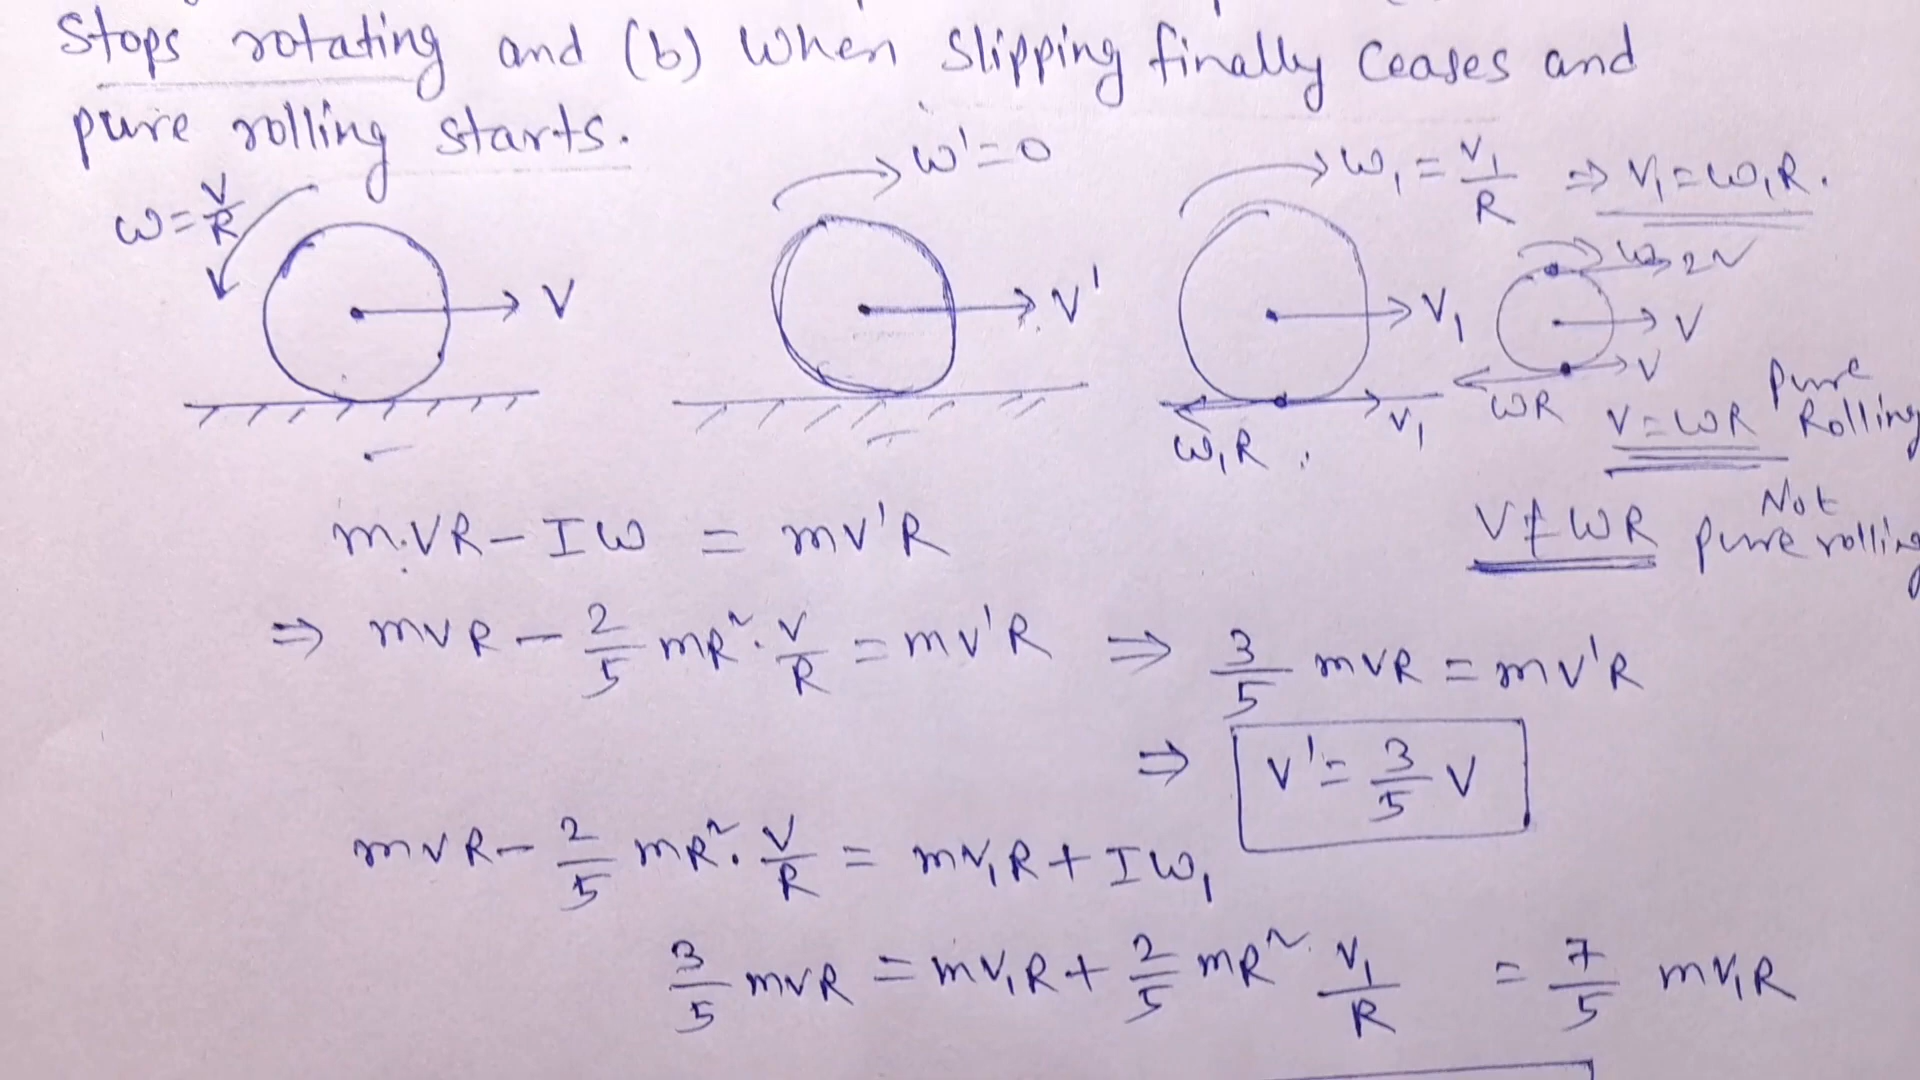 Stops rotating and (b) When Slipping finally Ceases and
pure rolling starts.
ω = V/R
V
ω' = 0
V'
ω₁ = V₁/R ⇒ V₁ = ω₁R.
V₁
ω₁R
V₁
2V
V
V
ωR
V = ωR Pure Rolling
V ≠ ωR Not pure rolling
m.VR - Iω = mv'R
⇒ mvR - 2/5 mR². V/R = mv'R ⇒ 3/5 mvR = mv'R
⇒ V' = 3/5 V
mvR - 2/5 mR². V/R = mv₁R + Iω₁
3/5 mvR = mv₁R + 2/5 mR². V₁/R = 7/5 mv₁R